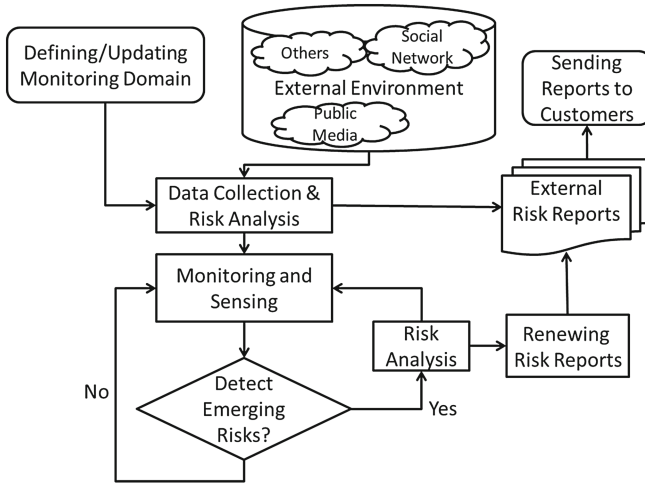 Defining/Updating
Monitoring Domain
Others
Social
Network
External Environment
Public
Media
Sending
Reports to
Customers
Data Collection &
Risk Analysis
External
Risk Reports
Monitoring and
Sensing
Risk
Analysis
Renewing
Risk Reports
Detect
Emerging
Risks?
No
Yes